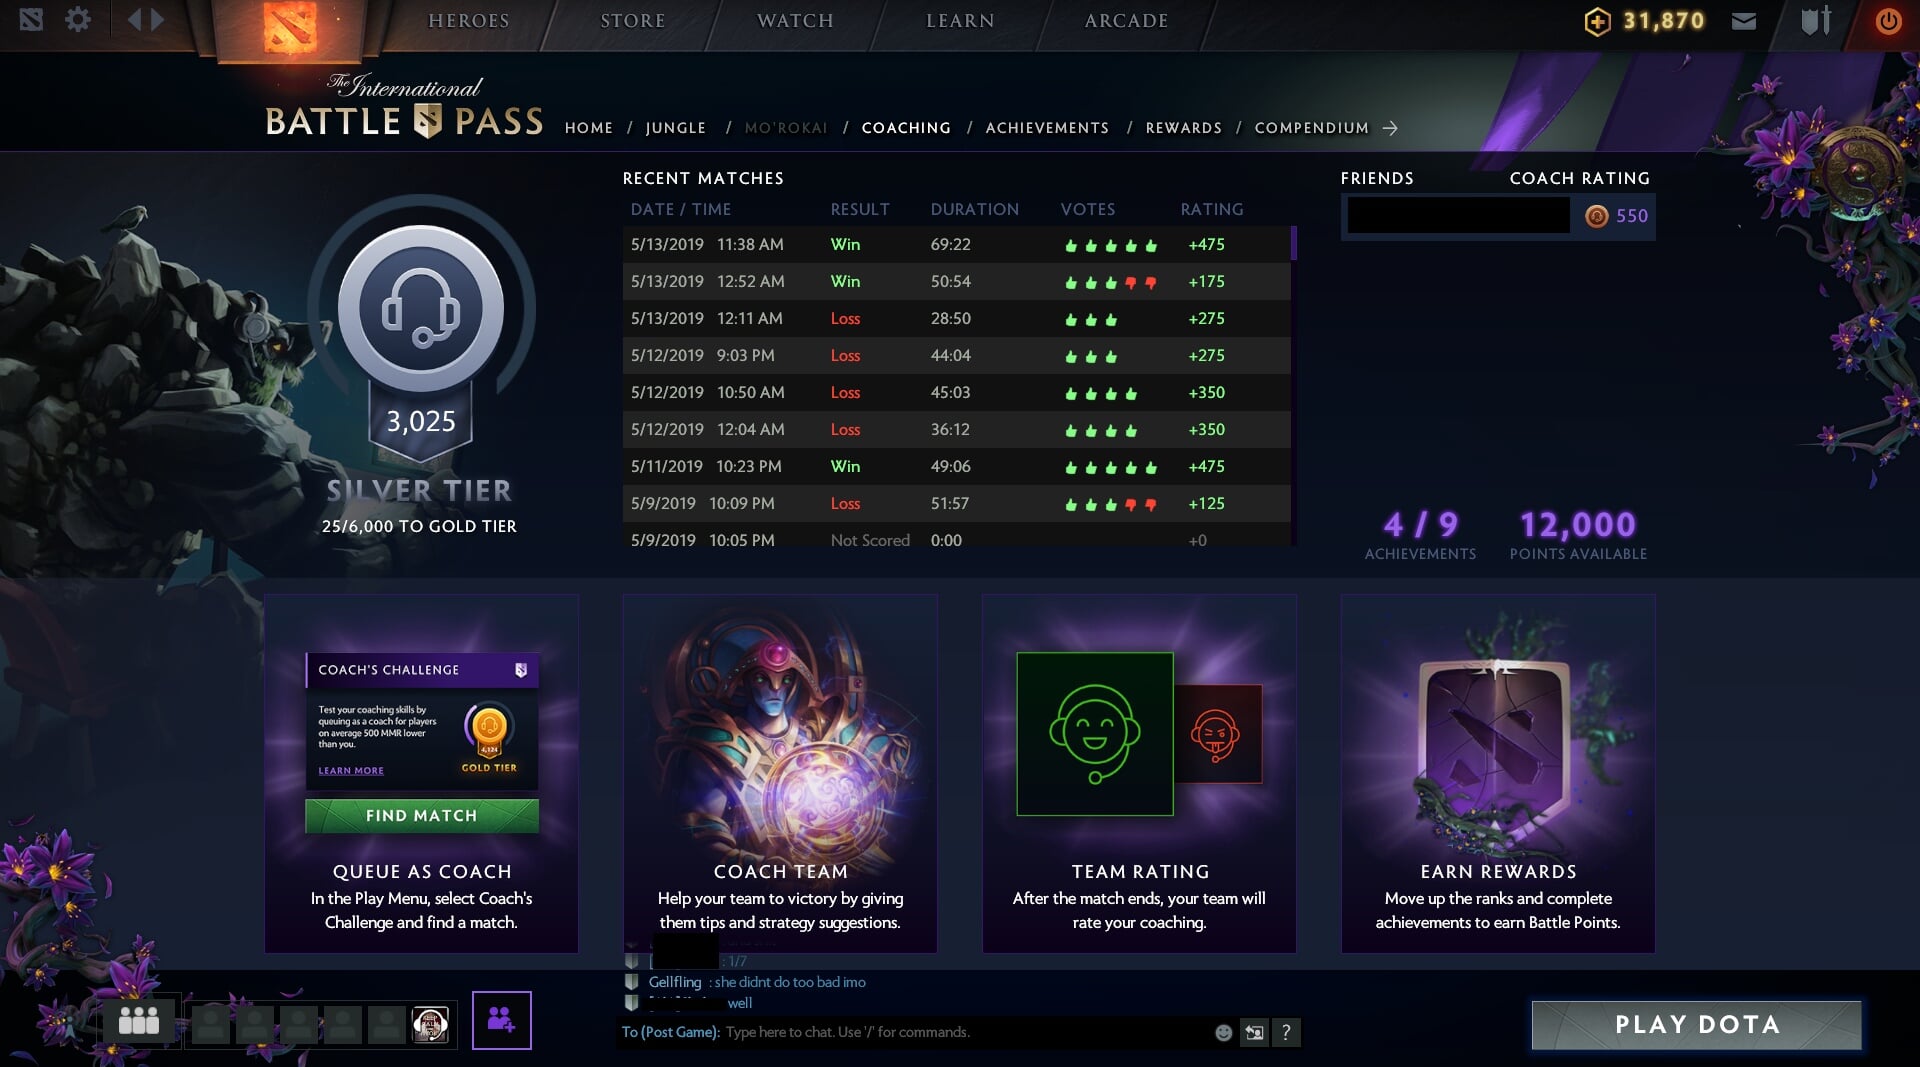 HEROES
STORE
WATCH
LEARN
ARCADE
31,870
The International
BATTLE PASS
HOME / JUNGLE / MO'ROKAI / COACHING / ACHIEVEMENTS / REWARDS / COMPENDIUM
3,025
SILVER TIER
25/6,000 TO GOLD TIER
RECENT MATCHES
DATE / TIME RESULT DURATION VOTES RATING
5/13/2019 11:38 AM Win 69:22 +475
5/13/2019 12:52 AM Win 50:54 +175
5/13/2019 12:11 AM Loss 28:50 +275
5/12/2019 9:03 PM Loss 44:04 +275
5/12/2019 10:50 AM Loss 45:03 +350
5/12/2019 12:04 AM Loss 36:12 +350
5/11/2019 10:23 PM Win 49:06 +475
5/9/2019 10:09 PM Loss 51:57 +125
5/9/2019 10:05 PM Not Scored 0:00 +0
FRIENDS COACH RATING
550
4 / 9
ACHIEVEMENTS
12,000
POINTS AVAILABLE
COACH'S CHALLENGE
Test your coaching skills by
queuing as a coach for players
on average 500 MMR lower
than you.
LEARN MORE
4,124
GOLD TIER
FIND MATCH
QUEUE AS COACH
In the Play Menu, select Coach's
Challenge and find a match.
COACH TEAM
Help your team to victory by giving
them tips and strategy suggestions.
TEAM RATING
After the match ends, your team will
rate your coaching.
EARN REWARDS
Move up the ranks and complete
achievements to earn Battle Points.
: 1/7
Gellfling : she didnt do too bad imo
well
To (Post Game): Type here to chat. Use '/' for commands.
?
PLAY DOTA